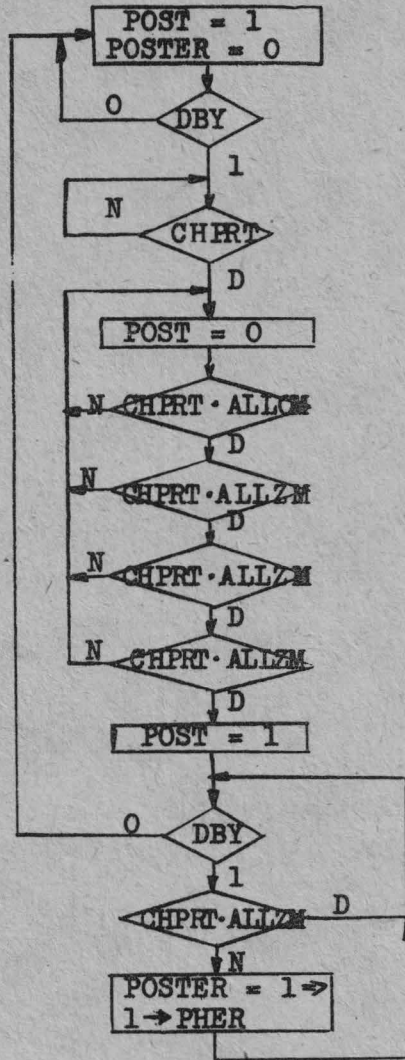 POST = 1
POSTER = 0
0
DBY
1
N
CHPRT
D
POST = 0
N
CHPRT·ALLOM
D
N
CHPRT·ALLZM
D
N
CHPRT·ALLZM
D
N
CHPRT·ALLZM
D
POST = 1
0
DBY
1
CHPRT·ALLZM
D
N
POSTER = 1⇒
1→PHER